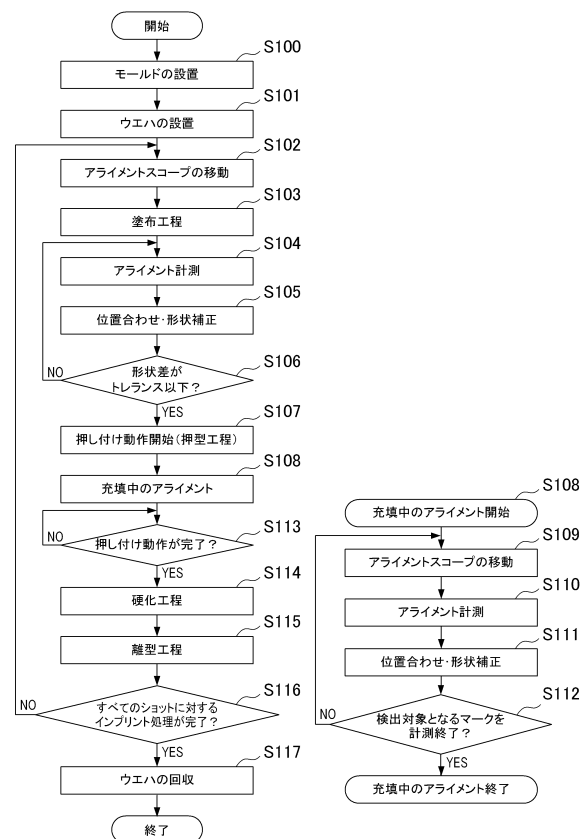 開始
S100
モールドの設置
S101
ウエハの設置
S102
アライメントスコープの移動
S103
塗布工程
S104
アライメント計測
S105
位置合わせ・形状補正
S106
形状差が
トレランス以下?
NO
YES
S107
押し付け動作開始(押型工程)
S108
充填中のアライメント
S113
押し付け動作が完了?
NO
YES
S114
硬化工程
S115
離型工程
S116
すべてのショットに対する
インプリント処理が完了?
NO
YES
S117
ウエハの回収
終了
S108
充填中のアライメント開始
S109
アライメントスコープの移動
S110
アライメント計測
S111
位置合わせ・形状補正
S112
検出対象となるマークを
計測終了?
NO
YES
充填中のアライメント終了